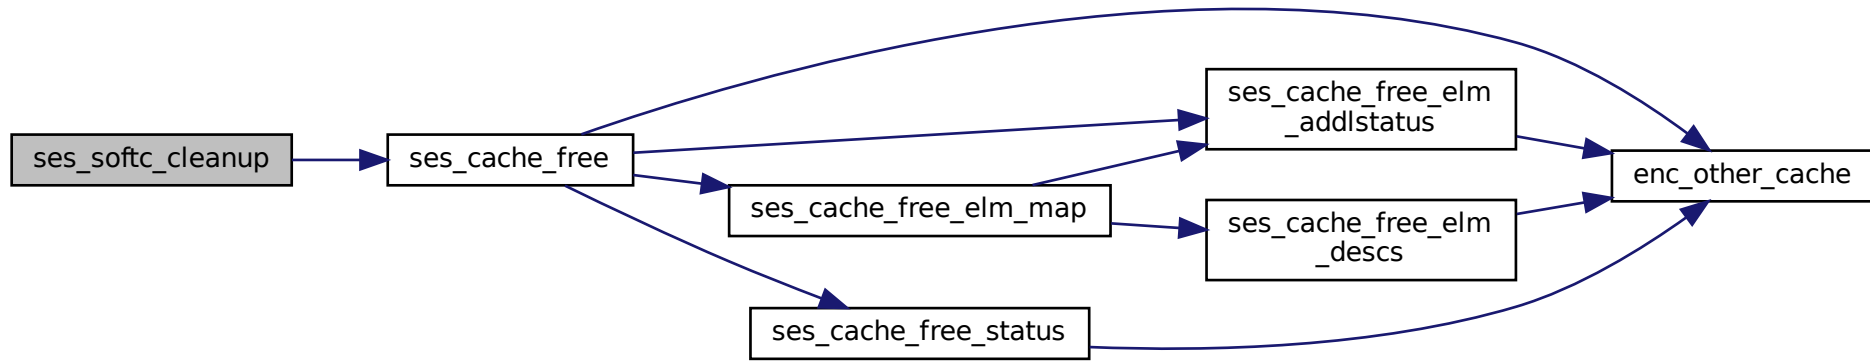 ses_softc_cleanup
ses_cache_free
ses_cache_free_elm_map
ses_cache_free_status
ses_cache_free_elm
_addlstatus
ses_cache_free_elm
_descs
enc_other_cache